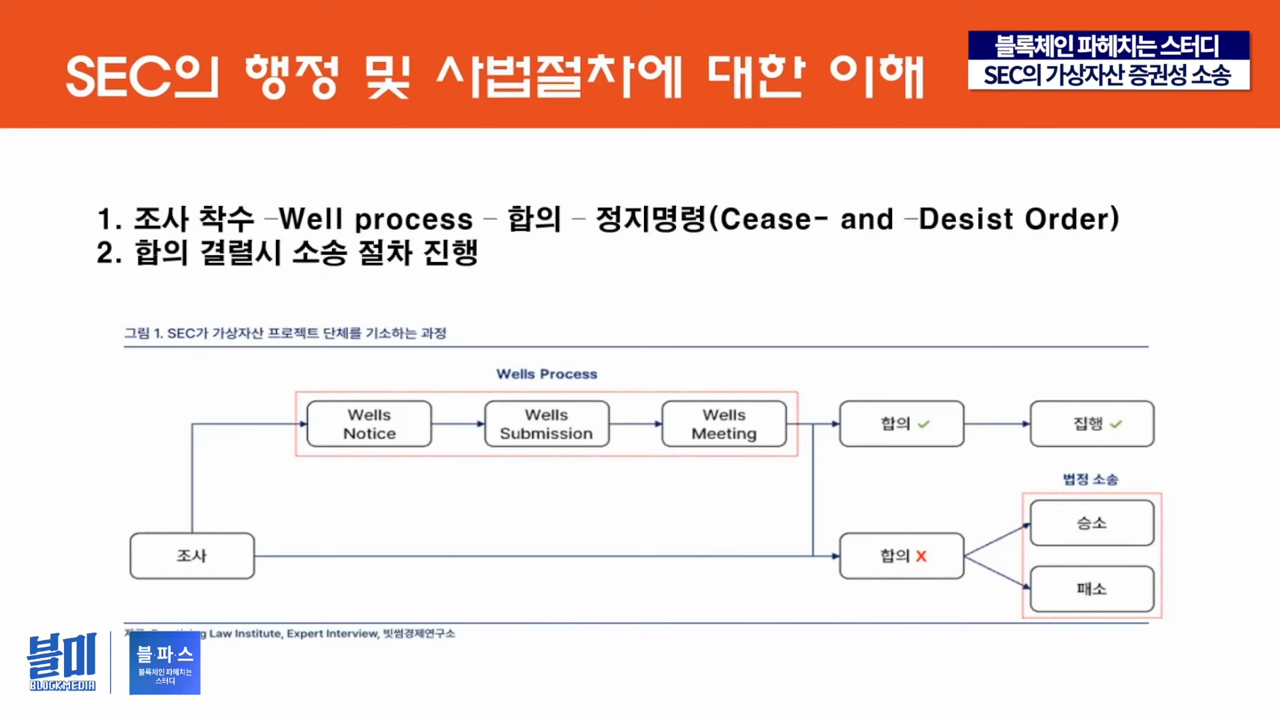 SEC의 행정 및 사법절차에 대한 이해
블록체인 파헤치는 스터디
SEC의 가상자산 증권성 소송
1. 조사 착수 –Well process – 합의 – 정지명령(Cease- and –Desist Order)
2. 합의 결렬시 소송 절차 진행
그림 1. SEC가 가상자산 프로젝트 단체를 기소하는 과정
Wells Process
Wells
Notice
Wells
Submission
Wells
Meeting
합의 ✓
집행 ✓
법정 소송
조사
합의 X
승소
패소
Law Institute, Expert Interview, 빗썸경제연구소
블미
BLOCKMEDIA
블·파·스
블록체인 파헤치는
스터디